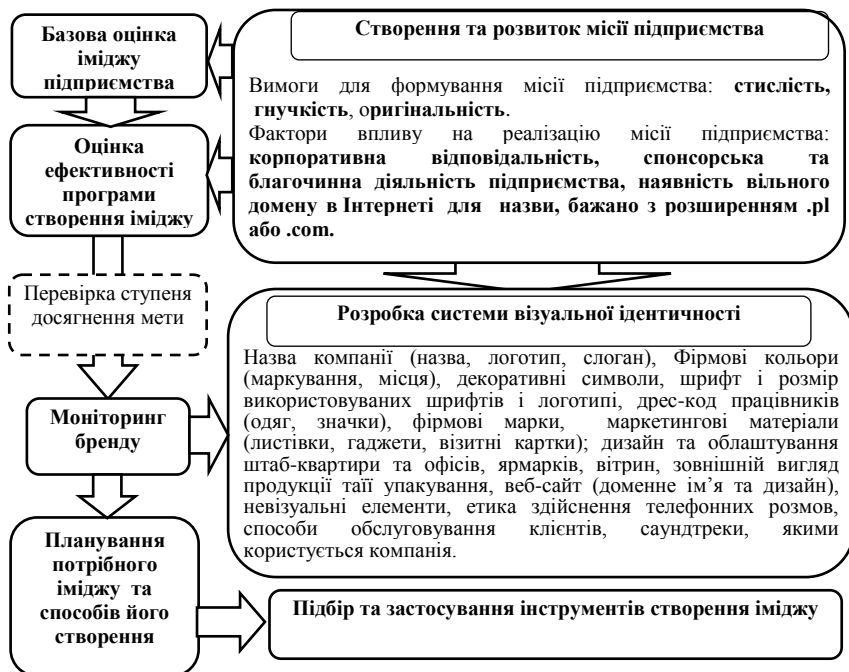 Базова оцінка
іміджу
підприємства
Створення та розвиток місії підприємства
Вимоги для формування місії підприємства: стислість,
гнучкість, оригінальність.
Фактори впливу на реалізацію місії підприємства:
корпоративна відповідальність, спонсорська та
благочинна діяльність підприємства, наявність вільного
домену в Інтернеті для назви, бажано з розширенням .pl
або .com.
Оцінка
ефективності
програми
створення іміджу
Перевірка ступеня
досягнення мети
Розробка системи візуальної ідентичності
Назва компанії (назва, логотип, слоган), Фірмові кольори
(маркування, місця), декоративні символи, шрифт і розмір
використовуваних шрифтів і логотипі, дрес-код працівників
(одяг, значки), фірмові марки, маркетингові матеріали
(листівки, гаджети, візитні картки); дизайн та облаштування
штаб-квартири та офісів, ярмарків, вітрин, зовнішній вигляд
продукції таїї упакування, веб-сайт (доменне ім’я та дизайн),
невізуальні елементи, етика здійснення телефонних розмов,
способи обслуговування клієнтів, саундтреки, якими
користується компанія.
Моніторинг
бренду
Планування
потрібного
іміджу та
способів його
створення
Підбір та застосування інструментів створення іміджу